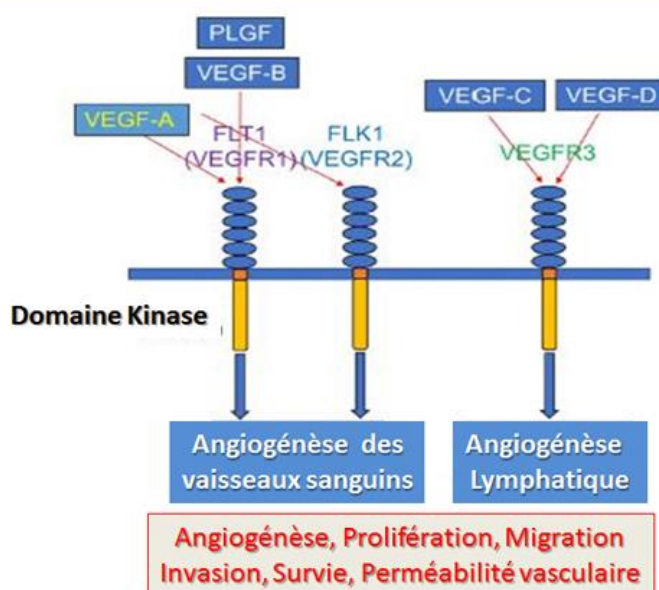 PLGF
VEGF-B
VEGF-A
VEGF-C
VEGF-D
FLT1
(VEGFR1)
FLK1
(VEGFR2)
VEGFR3
Domaine Kinase
Angiogénèse des
vaisseaux sanguins
Angiogénèse
Lymphatique
Angiogénèse, Prolifération, Migration
Invasion, Survie, Perméabilité vasculaire